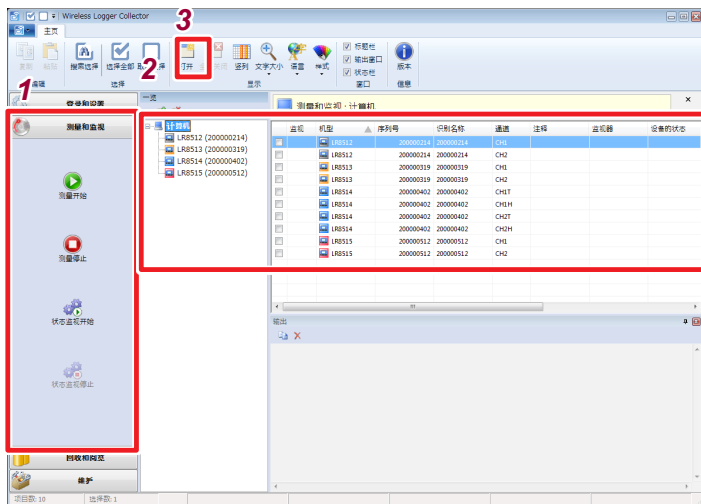 Wireless Logger Collector
主页
3
复制
粘贴
搜索选择
选择全部
打开
竖列
文字大小
语言
样式
标题栏
输出窗口
状态栏
版本
编辑
选择
显示
窗口
信息
2
1
登录和设置
测量和监视
测量开始
测量停止
状态监视开始
状态监视停止
回收和阅览
维护
一览
计算机
LR8512 (200000214)
LR8513 (200000319)
LR8514 (200000402)
LR8515 (200000512)
测量和监视 : 计算机
监视 机型 序列号 识别名称 通道 注释 监视器 设备的状态
LR8512 200000214 200000214 CH1
LR8512 200000214 200000214 CH2
LR8513 200000319 200000319 CH1
LR8513 200000319 200000319 CH2
LR8514 200000402 200000402 CH1T
LR8514 200000402 200000402 CH1H
LR8514 200000402 200000402 CH2T
LR8514 200000402 200000402 CH2H
LR8515 200000512 200000512 CH1
LR8515 200000512 200000512 CH2
输出
项目数: 10 选择数: 1